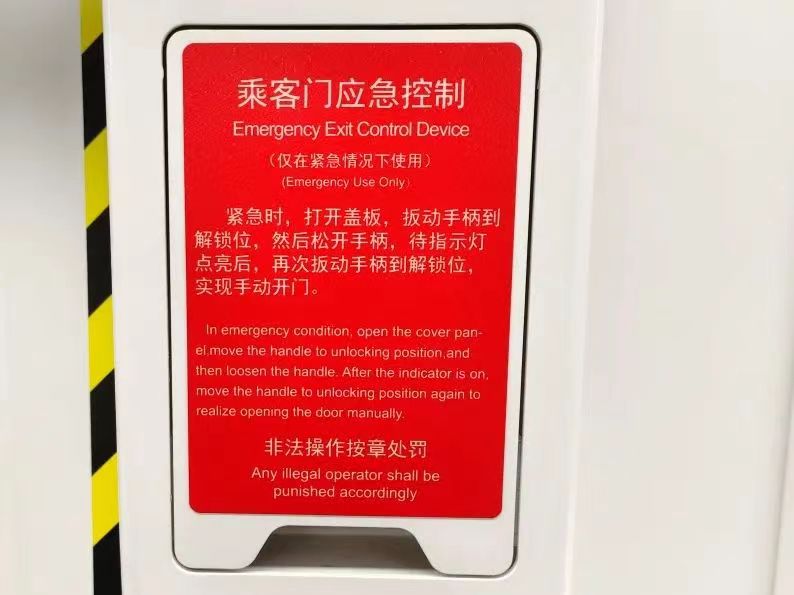 乘客门应急控制
Emergency Exit Control Device
（仅在紧急情况下使用）
(Emergency Use Only)
紧急时，打开盖板，扳动手柄到
解锁位，然后松开手柄，待指示灯
点亮后，再次扳动手柄到解锁位，
实现手动开门。
In emergency condition, open the cover pan-
el,move the handle to unlocking position,and
then loosen the handle. After the indicator is on,
move the handle to unlocking position again to
realize opening the door manually.
非法操作按章处罚
Any illegal operator shall be
punished accordingly